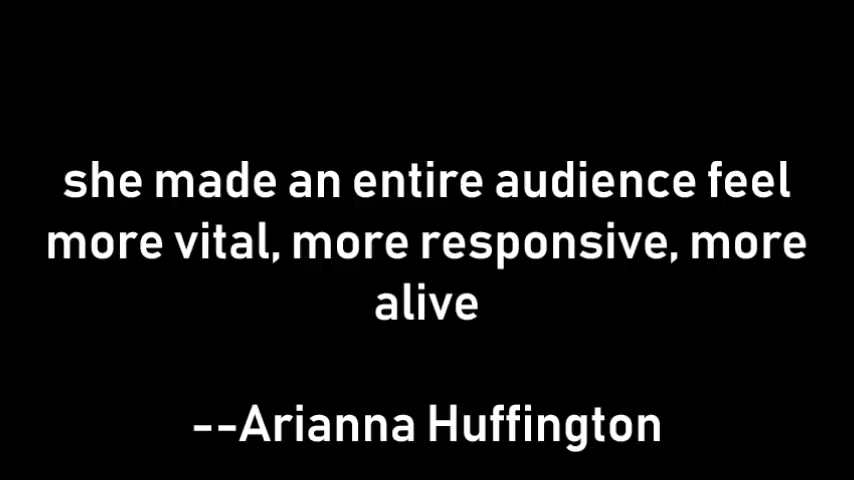 she made an entire audience feel
more vital, more responsive, more
alive
--Arianna Huffington